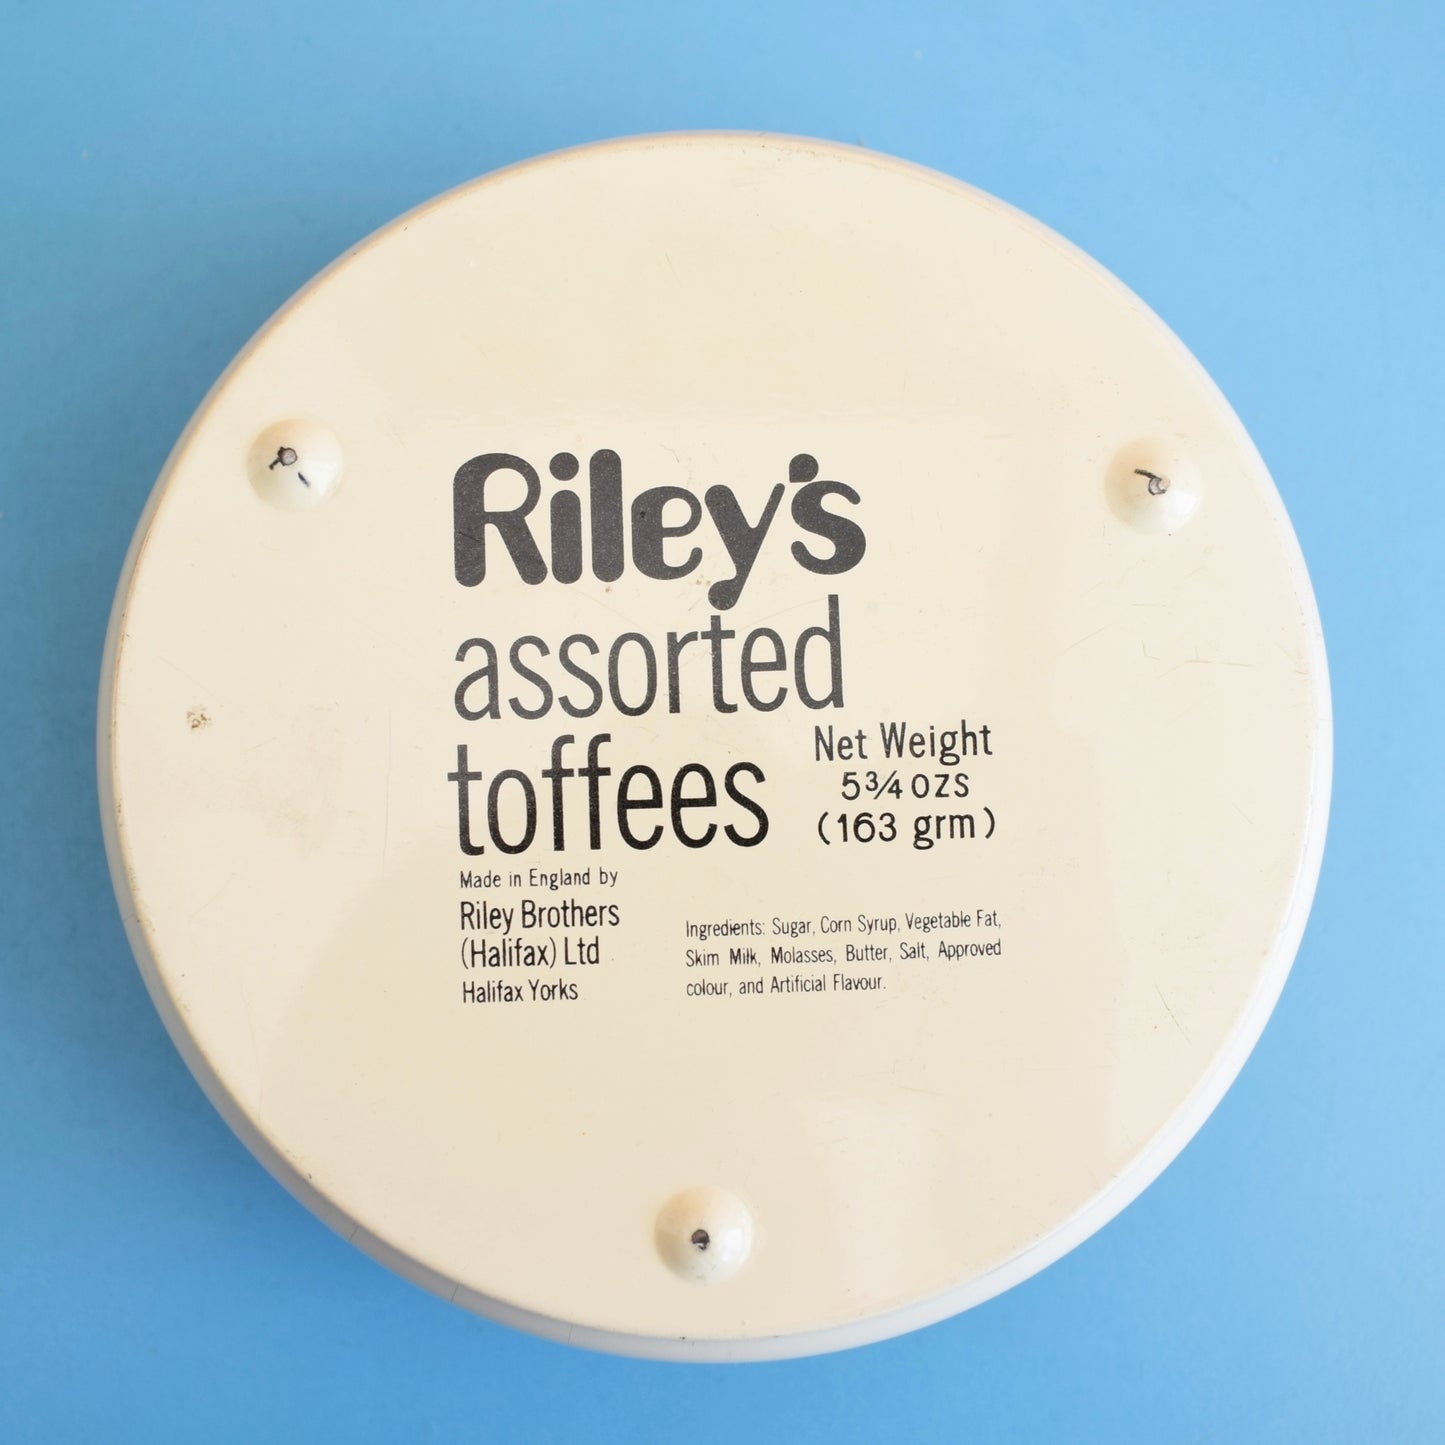 Riley's
assorted
toffees
Net Weight
5¾ OZS
(163 grm)
Made in England by
Riley Brothers
(Halifax) Ltd
Halifax Yorks
Ingredients: Sugar, Corn Syrup, Vegetable Fat,
Skim Milk, Molasses, Butter, Salt, Approved
colour, and Artificial Flavour.